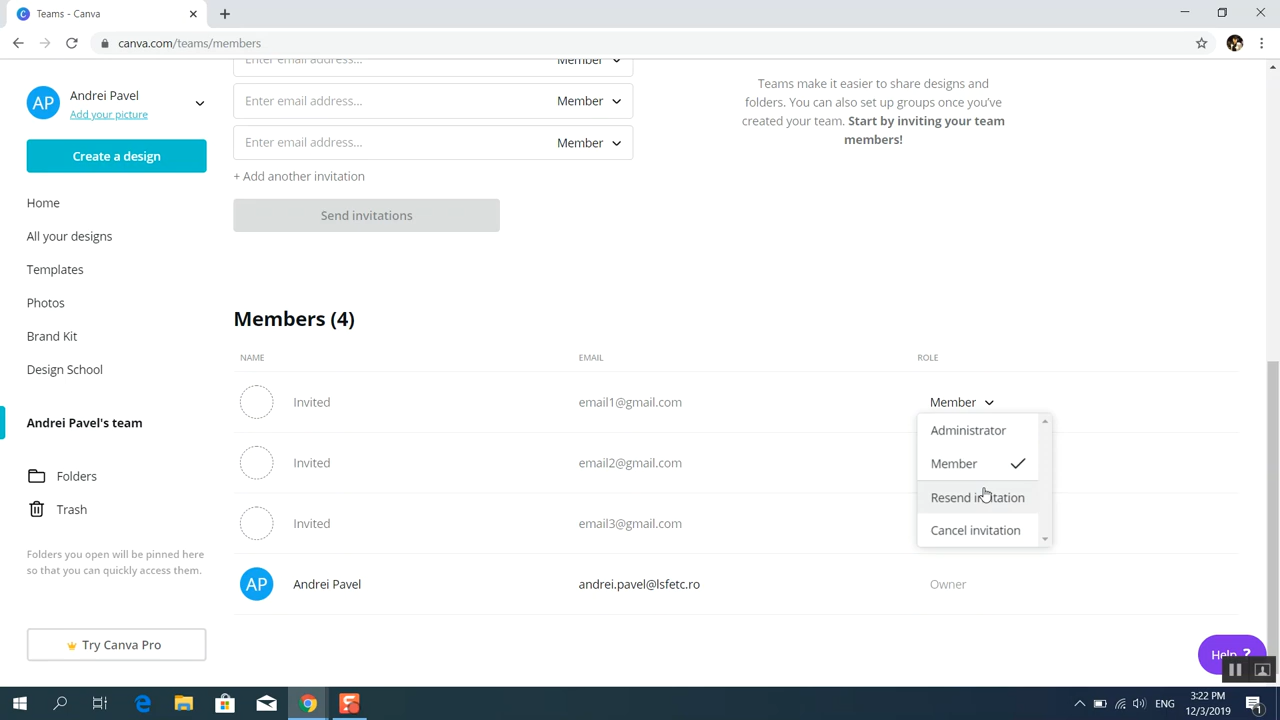 Teams - Canva
canva.com/teams/members
AP
Andrei Pavel
Add your picture
Create a design
Home
All your designs
Templates
Photos
Brand Kit
Design School
Andrei Pavel's team
Folders
Trash
Folders you open will be pinned here
so that you can quickly access them.
Try Canva Pro
Enter email address... Member
Enter email address... Member
Enter email address... Member
+ Add another invitation
Send invitations
Teams make it easier to share designs and
folders. You can also set up groups once you've
created your team. Start by inviting your team
members!
Members (4)
NAME EMAIL ROLE
Invited email1@gmail.com Member
Administrator
Member
Resend invitation
Cancel invitation
Invited email2@gmail.com
Invited email3@gmail.com
AP Andrei Pavel andrei.pavel@lsfetc.ro Owner
Help ?
ENG
3:22 PM
12/3/2019
1